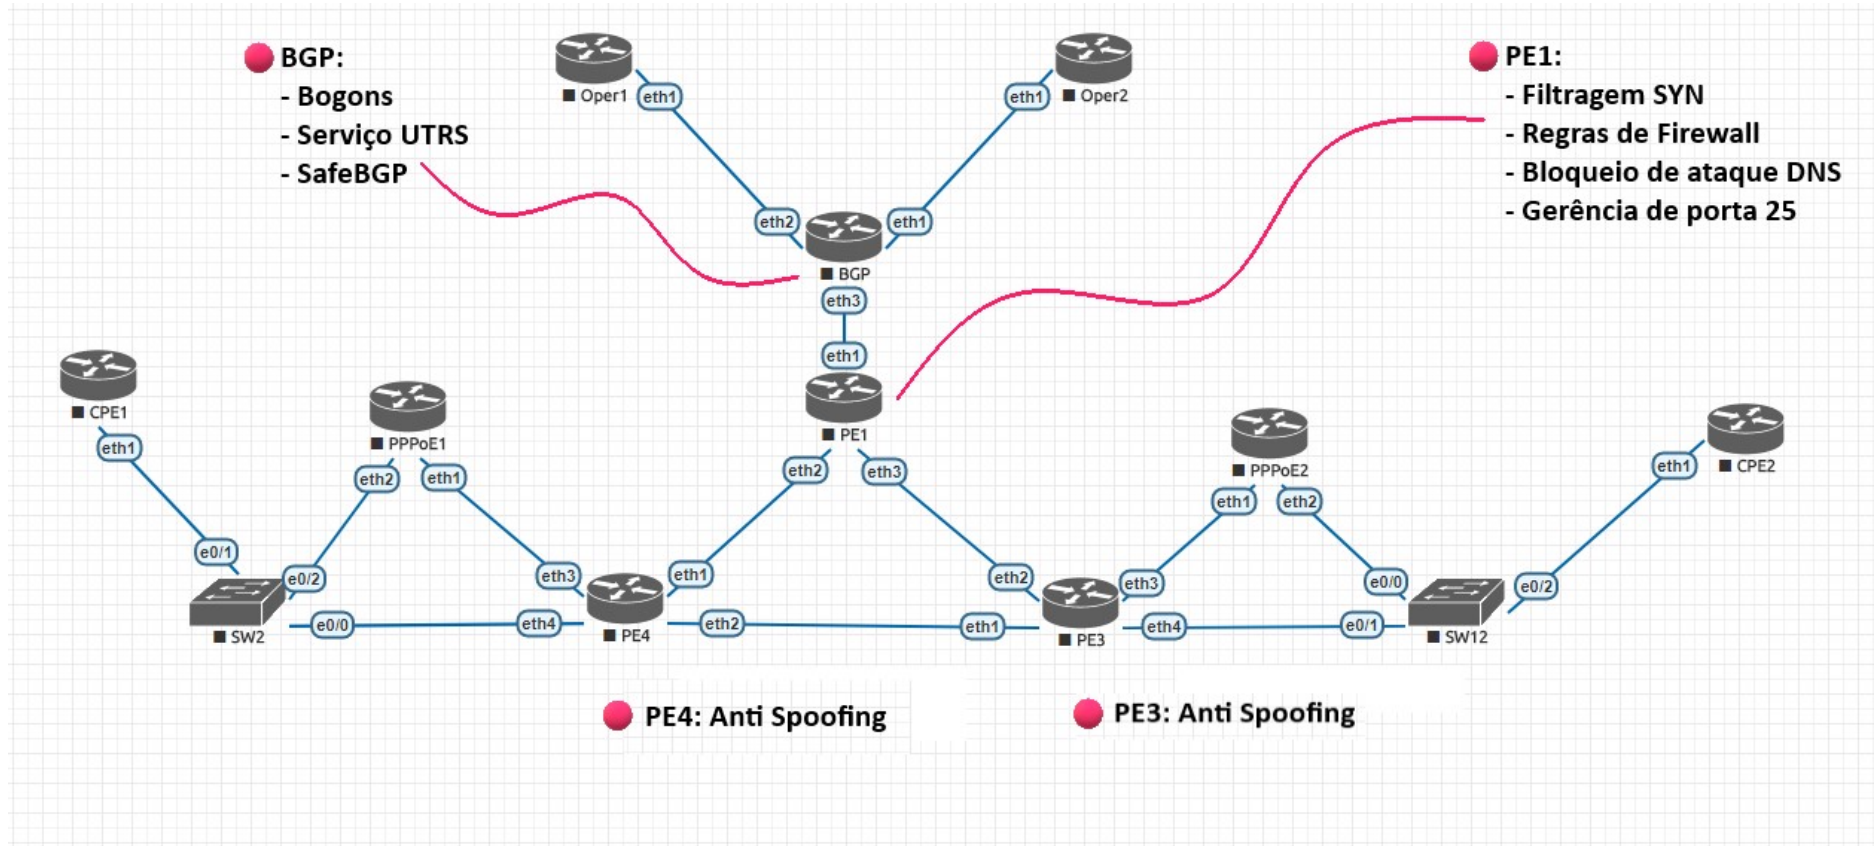 BGP:
- Bogons
- Serviço UTRS
- SafeBGP
PE1:
- Filtragem SYN
- Regras de Firewall
- Bloqueio de ataque DNS
- Gerência de porta 25
Oper1
eth1
eth1
Oper2
eth2
eth1
BGP
eth3
eth1
PE1
eth2
eth3
CPE1
eth1
PPPoE1
eth2
eth1
PPPoE2
eth1
eth2
CPE2
eth1
e0/1
e0/2
e0/0
SW2
eth3
eth1
eth4
eth2
PE4
eth2
eth3
eth1
eth4
PE3
e0/0
e0/2
e0/1
SW12
PE4: Anti Spoofing
PE3: Anti Spoofing